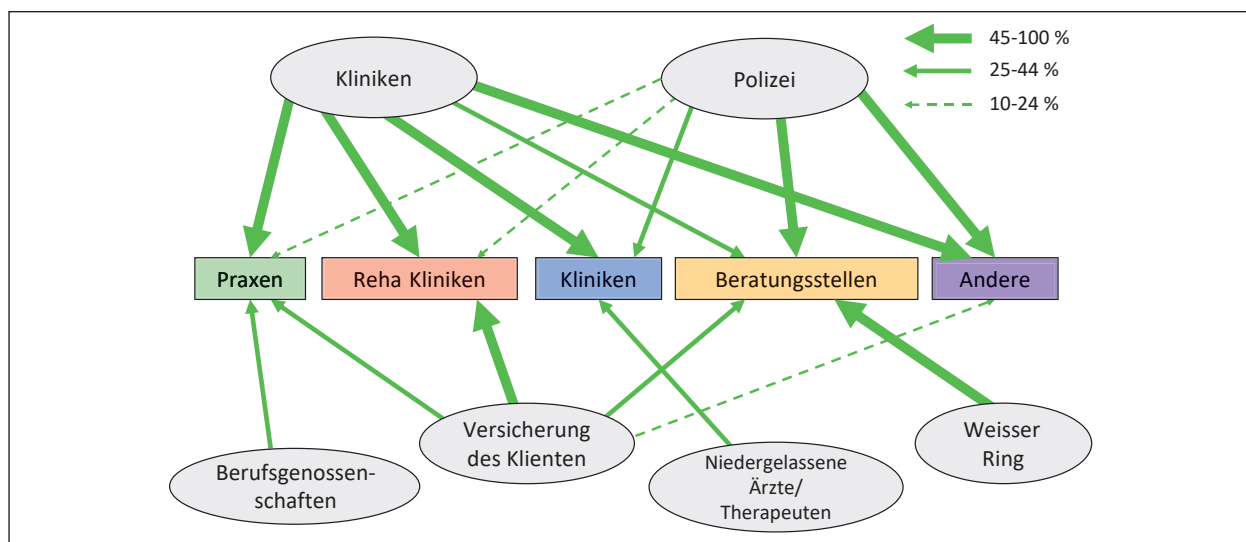 45-100 %
25-44 %
10-24 %
Kliniken
Polizei
Praxen
Reha Kliniken
Kliniken
Beratungsstellen
Andere
Versicherung
des Klienten
Weisser
Ring
Berufsgenossen-
schaften
Niedergelassene
Ärzte/
Therapeuten